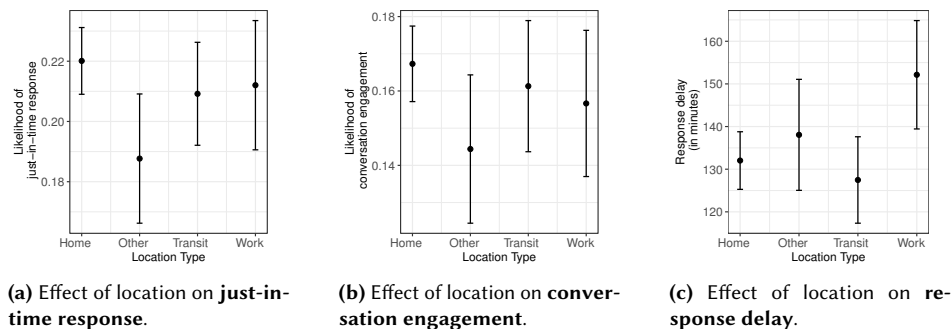 0.22
0.20
0.18
Likelihood of
just−in−time response
Home Other Transit Work
Location Type
(a) Effect of location on just-in-
time response.
0.18
0.16
0.14
Likelihood of
conversation engagement
Home Other Transit Work
Location Type
(b) Effect of location on conver-
sation engagement.
160
150
140
130
120
Response delay
(in minutes)
Home Other Transit Work
Location Type
(c) Effect of location on re-
sponse delay.